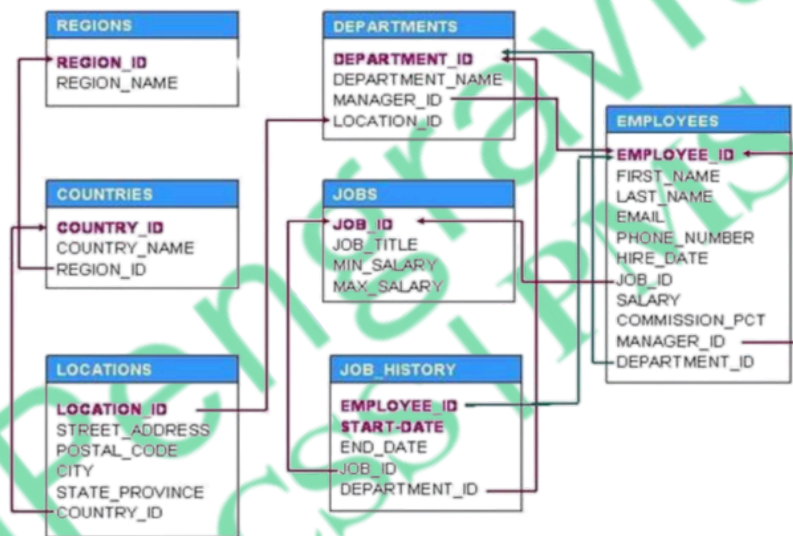 REGIONS
REGION_ID
REGION_NAME
DEPARTMENTS
DEPARTMENT_ID
DEPARTMENT_NAME
MANAGER_ID
LOCATION_ID
EMPLOYEES
EMPLOYEE_ID
FIRST_NAME
LAST_NAME
EMAIL
PHONE_NUMBER
HIRE_DATE
JOB_ID
SALARY
COMMISSION_PCT
MANAGER_ID
DEPARTMENT_ID
COUNTRIES
COUNTRY_ID
COUNTRY_NAME
REGION_ID
JOBS
JOB_ID
JOB_TITLE
MIN_SALARY
MAX_SALARY
LOCATIONS
LOCATION_ID
STREET_ADDRESS
POSTAL_CODE
CITY
STATE_PROVINCE
COUNTRY_ID
JOB_HISTORY
EMPLOYEE_ID
START-DATE
END_DATE
JOB_ID
DEPARTMENT_ID